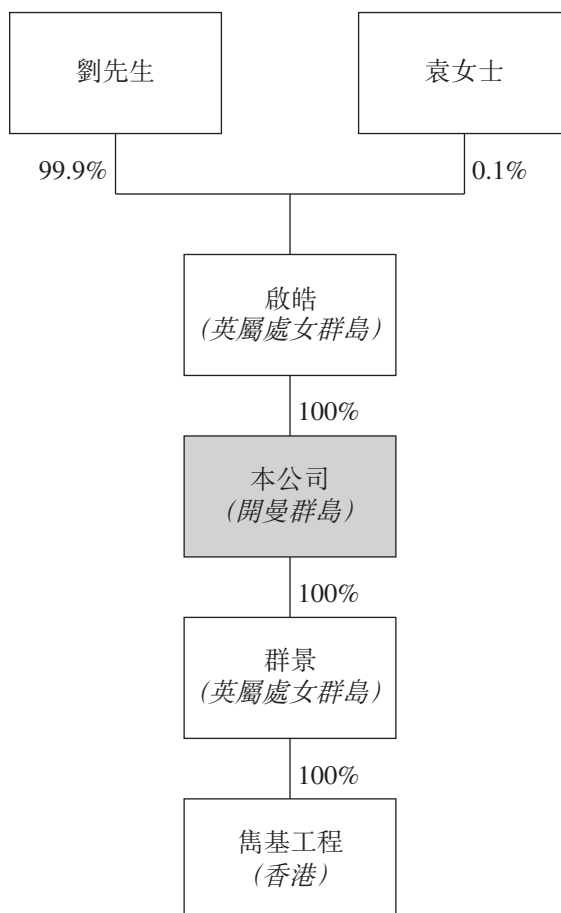 劉先生
袁女士
99.9%
0.1%
啟皓
(英屬處女群島)
100%
本公司
(開曼群島)
100%
群景
(英屬處女群島)
100%
雋基工程
(香港)